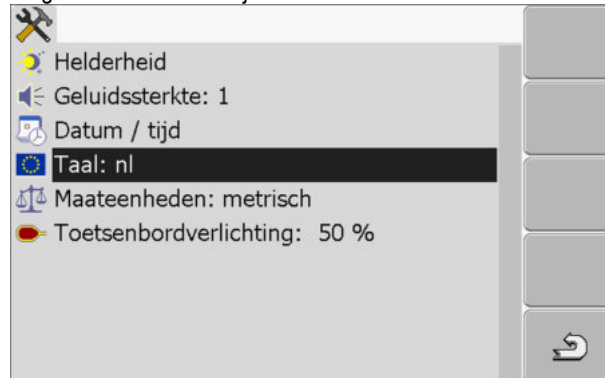 Helderheid
Geluidssterkte: 1
Datum / tijd
Taal: nl
Maateenheden: metrisch
Toetsenbordverlichting: 50 %